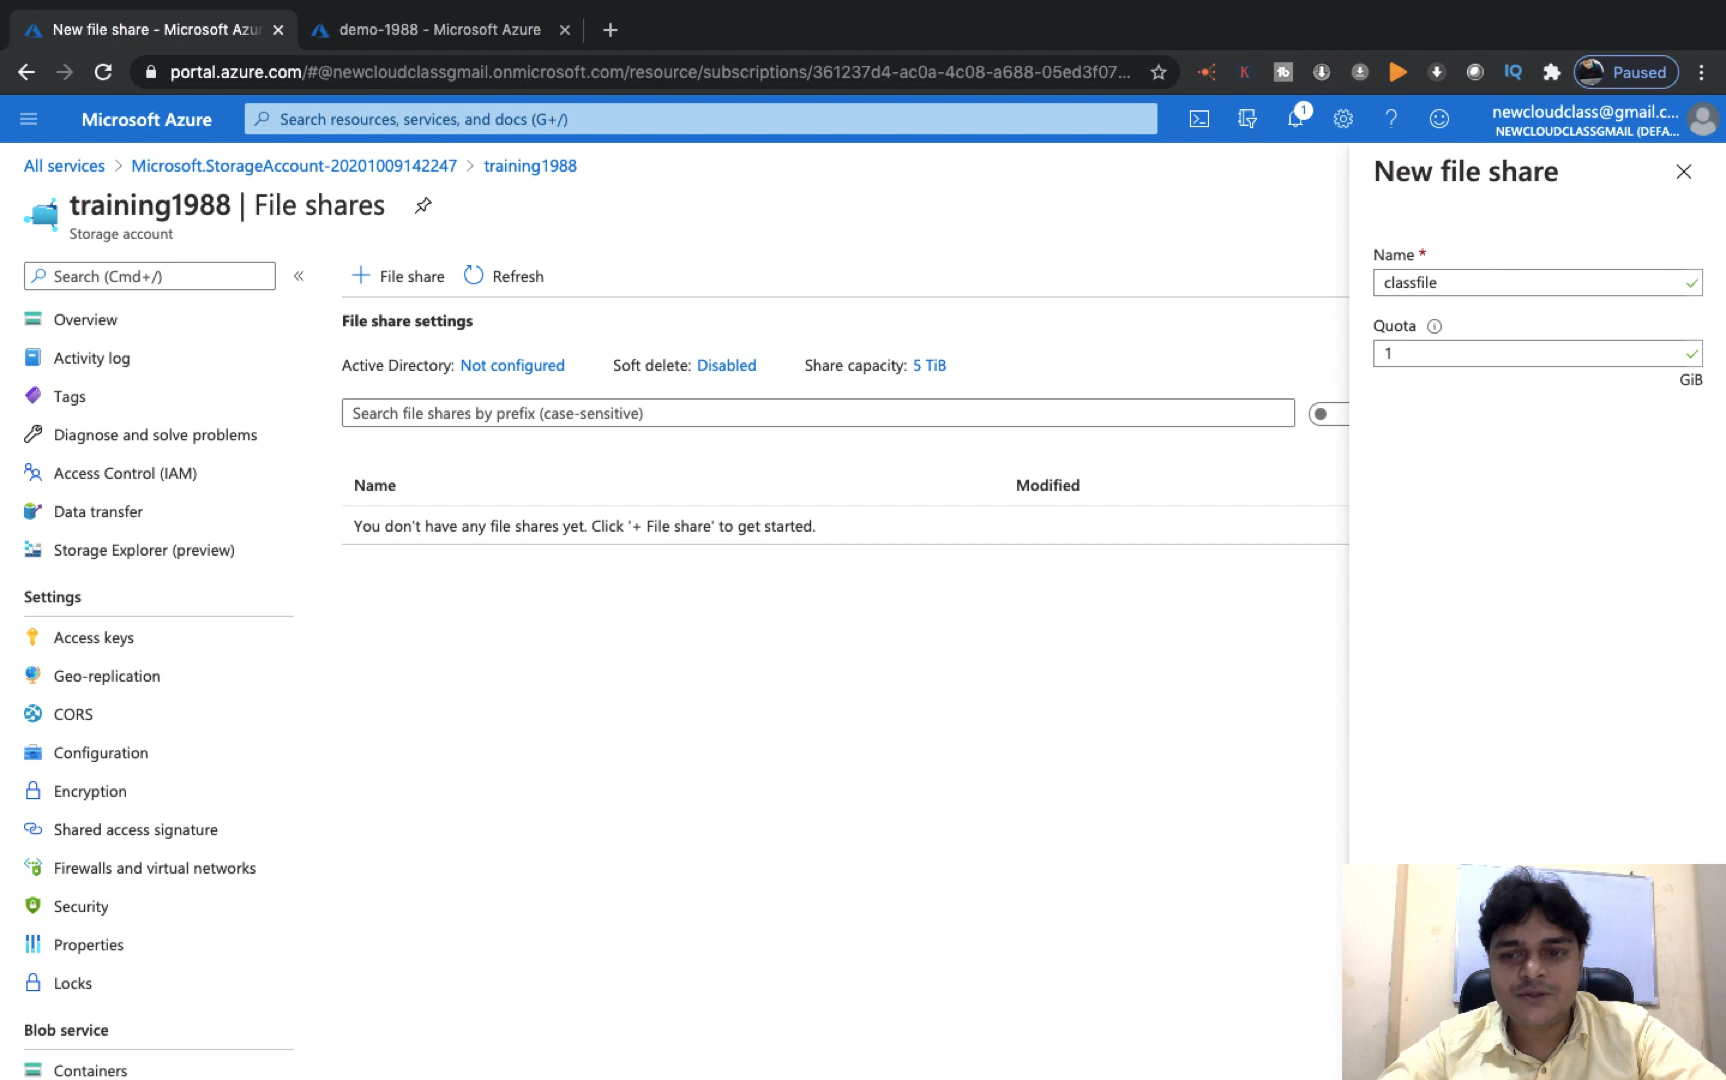 New file share - Microsoft Azu
demo-1988 - Microsoft Azure
portal.azure.com/#@newcloudclassgmail.onmicrosoft.com/resource/subscriptions/361237d4-ac0a-4c08-a688-05ed3f07...
K
tb
IQ
Paused
Microsoft Azure
Search resources, services, and docs (G+/)
1
newcloudclass@gmail.c...
NEWCLOUDCLASSGMAIL (DEFA...
All services > Microsoft.StorageAccount-20201009142247 > training1988
training1988 | File shares
Storage account
Search (Cmd+/)
«
Overview
Activity log
Tags
Diagnose and solve problems
Access Control (IAM)
Data transfer
Storage Explorer (preview)
Settings
Access keys
Geo-replication
CORS
Configuration
Encryption
Shared access signature
Firewalls and virtual networks
Security
Properties
Locks
Blob service
Containers
+ File share
Refresh
File share settings
Active Directory: Not configured
Soft delete: Disabled
Share capacity: 5 TiB
Search file shares by prefix (case-sensitive)
Name
Modified
You don't have any file shares yet. Click '+ File share' to get started.
New file share
Name *
classfile
Quota
1
GiB